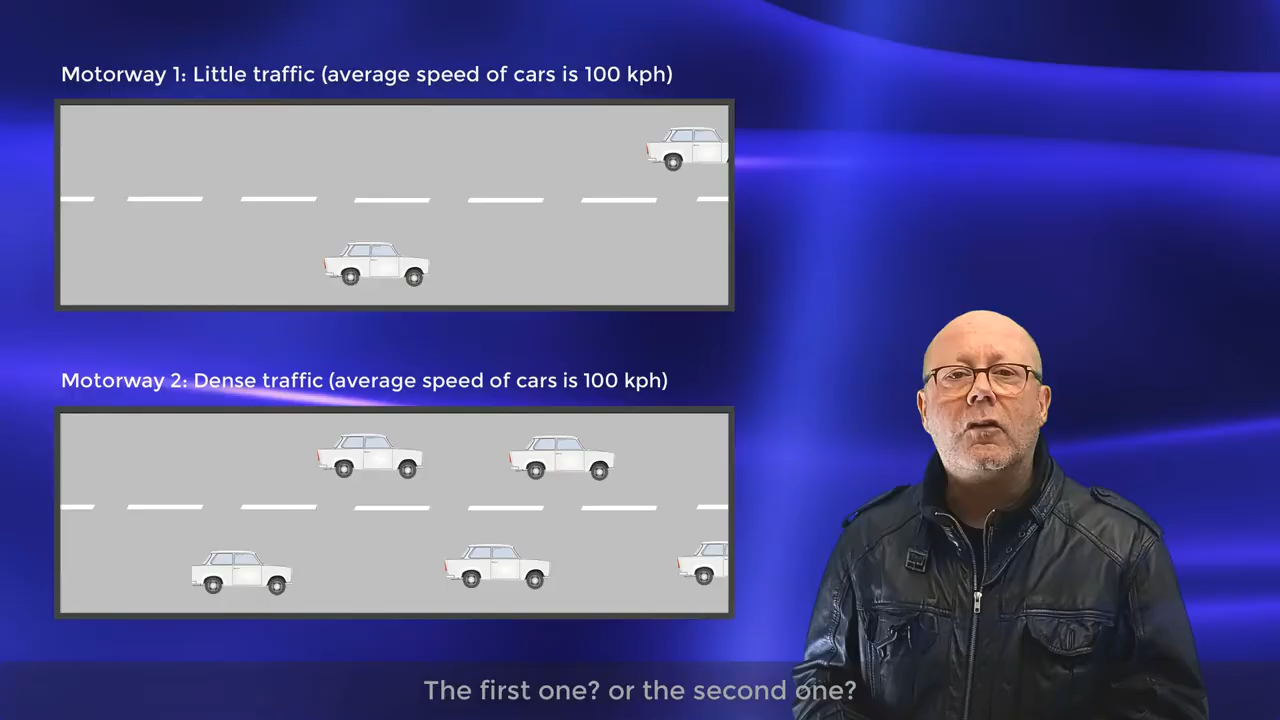 Motorway 1: Little traffic (average speed of cars is 100 kph)
Motorway 2: Dense traffic (average speed of cars is 100 kph)
The first one? or the second one?